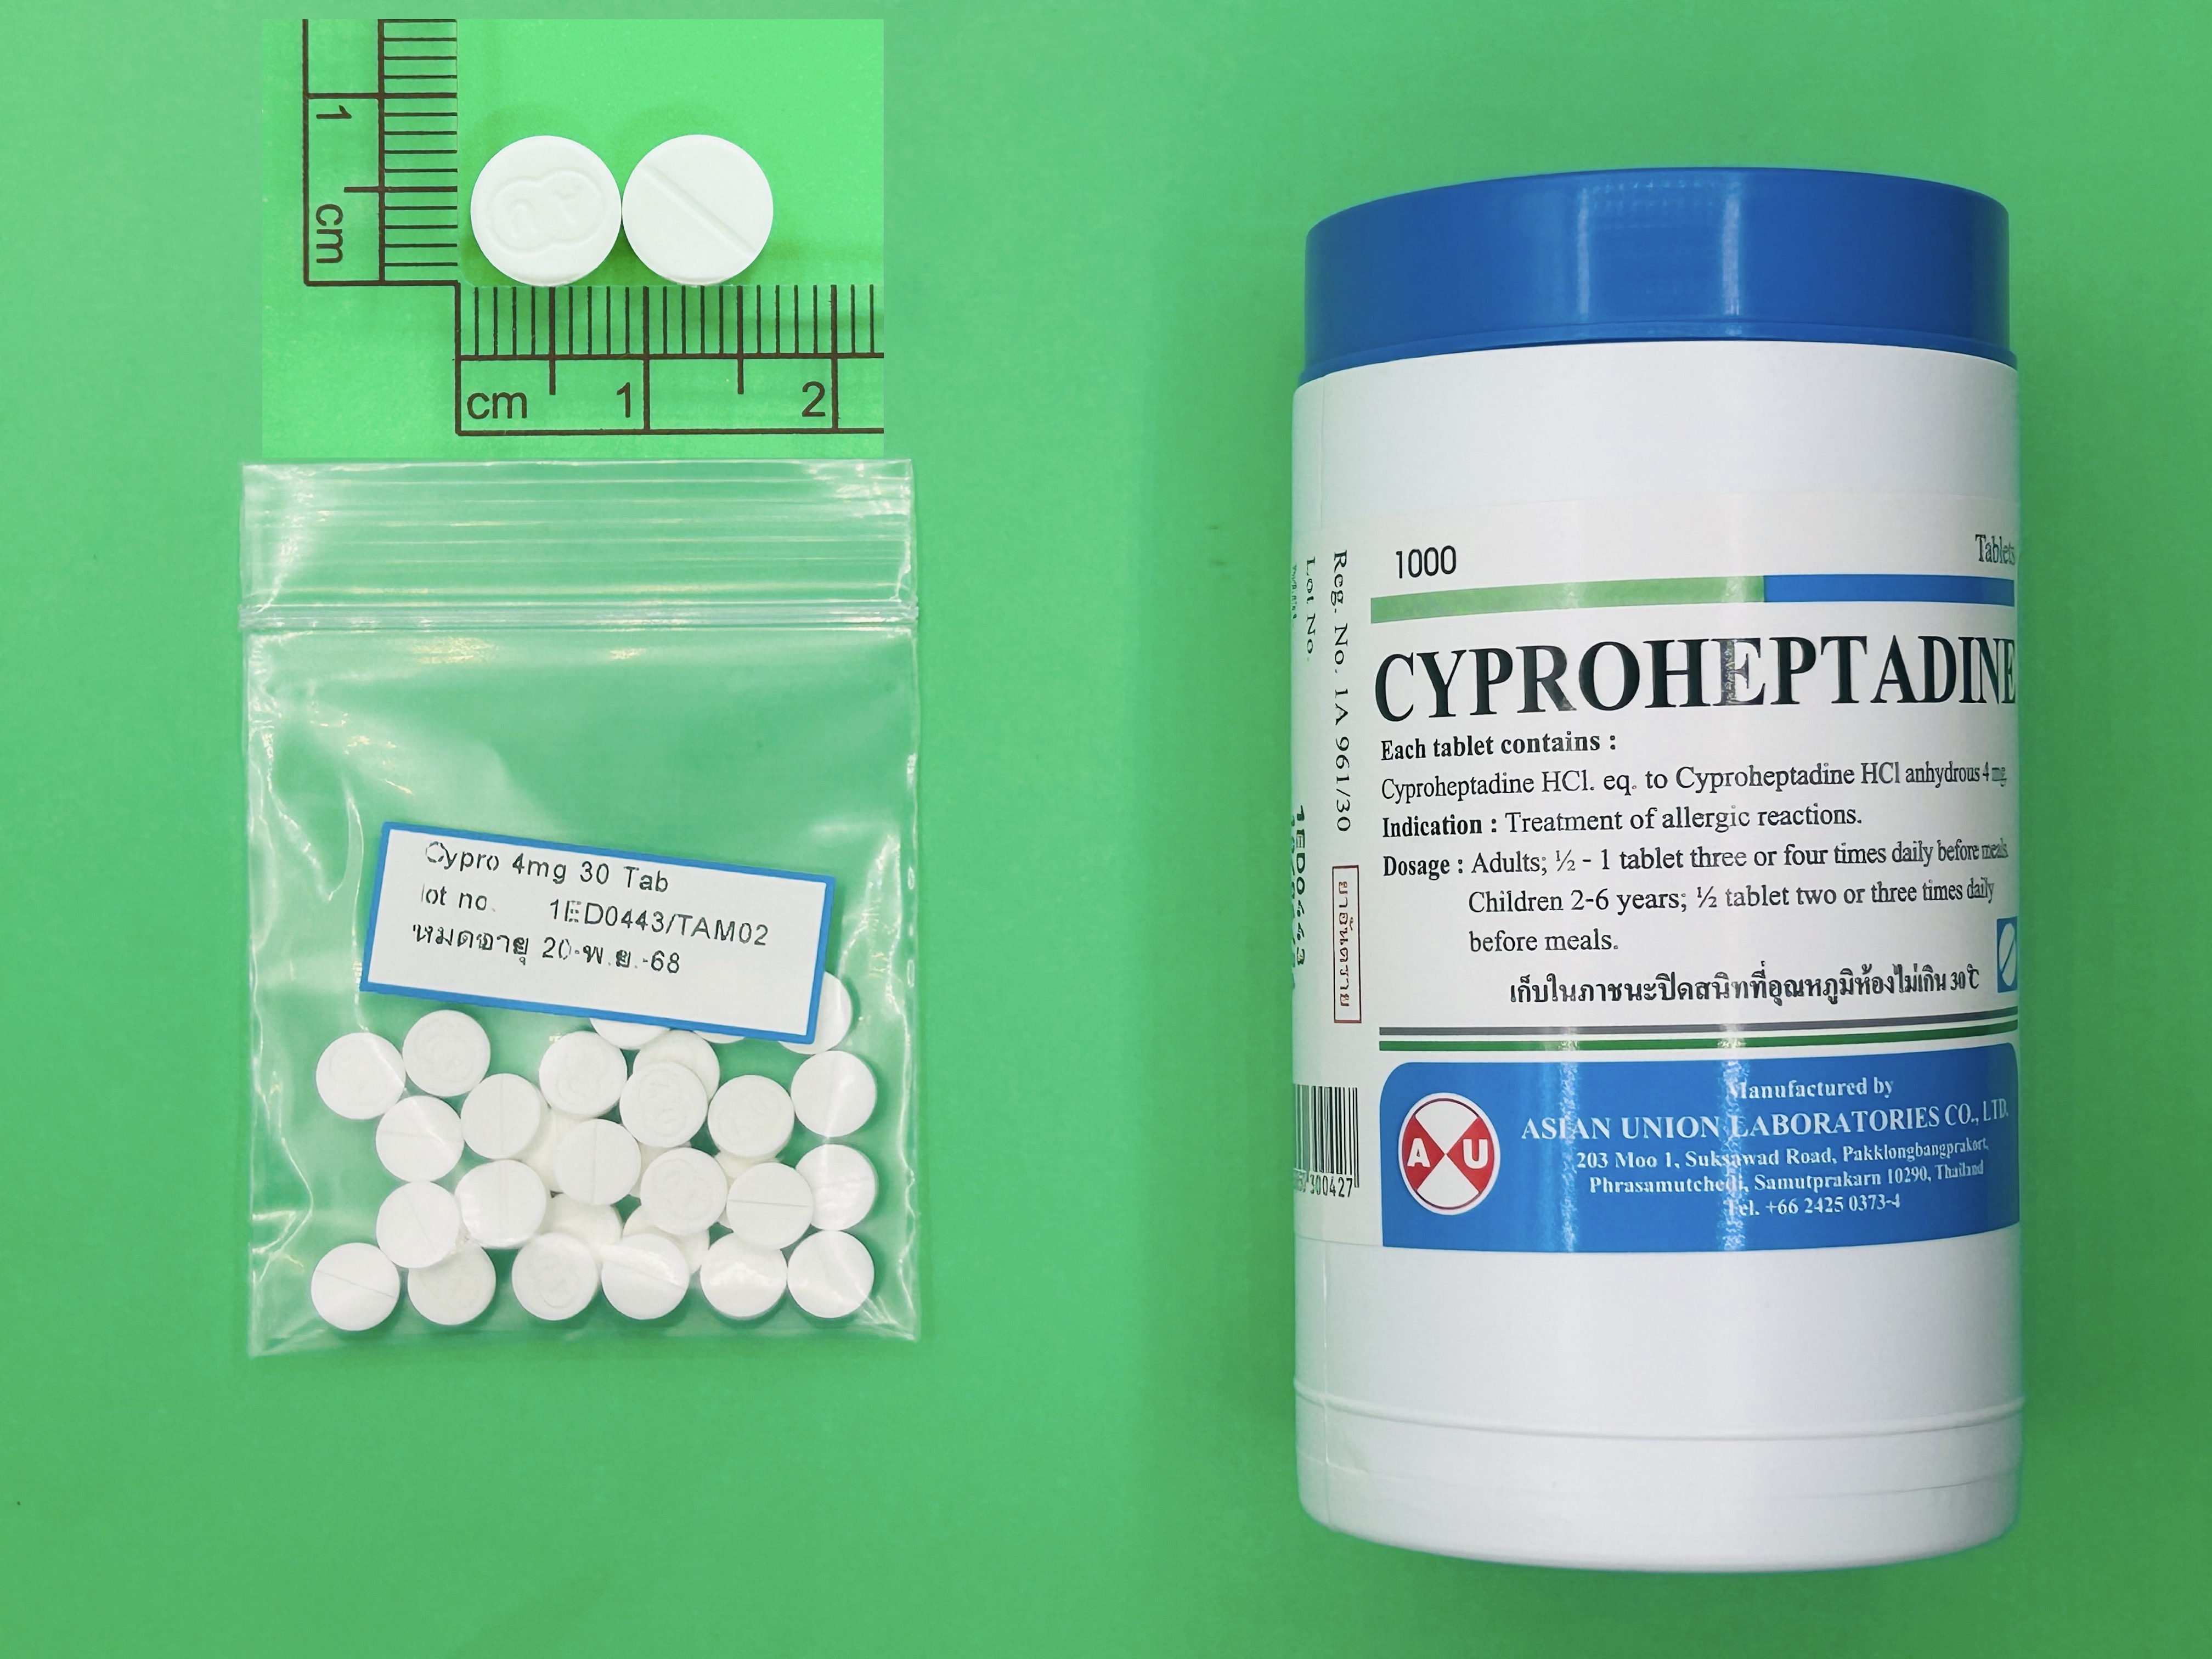 1
cm
cm 1 2
Cypro 4mg 30 Tab
lot no. 1ED0443/TAM02
หมดอายุ 20-พ.ย.-68
1000 Tablets
CYPROHEPTADINE
Each tablet contains :
Cyproheptadine HCl. eq. to Cyproheptadine HCl anhydrous 4 mg
Indication : Treatment of allergic reactions.
Dosage : Adults; ½ - 1 tablet three or four times daily before meals.
Children 2-6 years; ½ tablet two or three times daily
before meals.
เก็บในภาชนะปิดสนิทที่อุณหภูมิห้องไม่เกิน 30°C
Manufactured by
ASIAN UNION LABORATORIES CO., LTD.
203 Moo 1, Suksawad Road, Pakklongbangprakort,
Phrasamutchedi, Samutprakarn 10290, Thailand
Tel. +66 2425 0373-4
A U
Reg. No. 1A 961/30
ยาอันตราย
Lot No. 1ED0443
300427